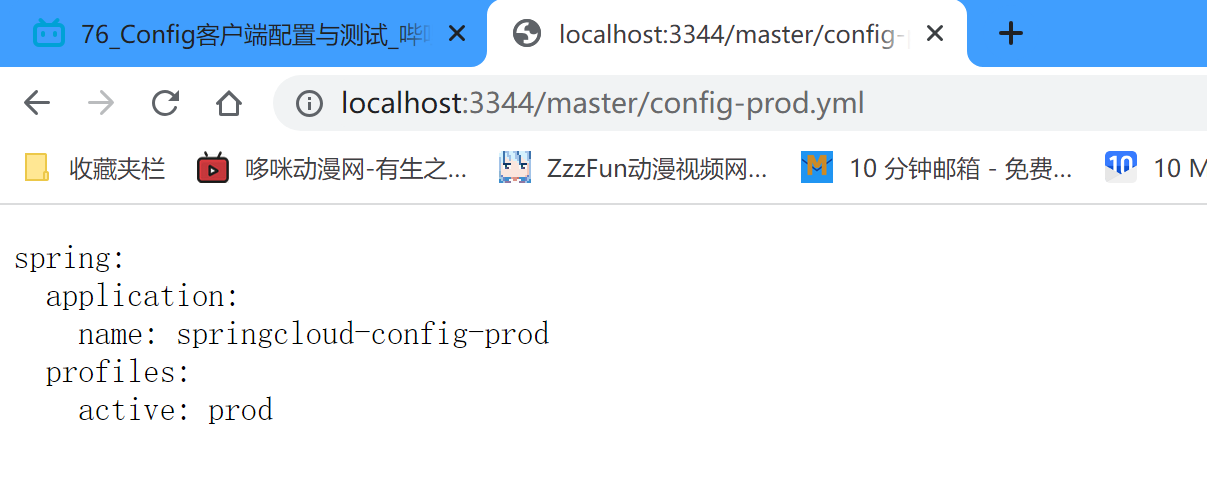 76_Config客户端配置与测试_哔
localhost:3344/master/config-
localhost:3344/master/config-prod.yml
收藏夹栏 哆咪动漫网-有生之... ZzzFun动漫视频网... M 10 分钟邮箱 - 免费... 10 10 M
spring:
  application:
    name: springcloud-config-prod
  profiles:
    active: prod